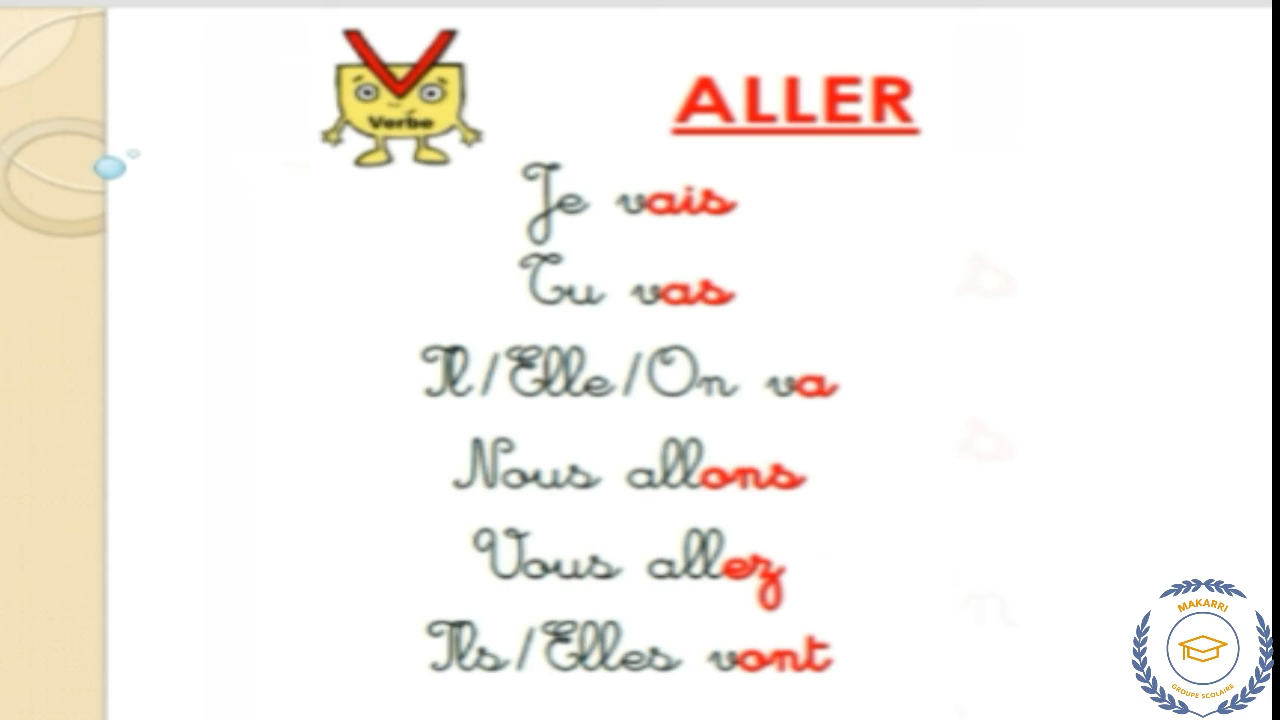 Verbe
ALLER
Je vais
Tu vas
Il/Elle/On va
Nous allons
Vous allez
Ils/Elles vont
MAKARRI
GROUPE SCOLAIRE